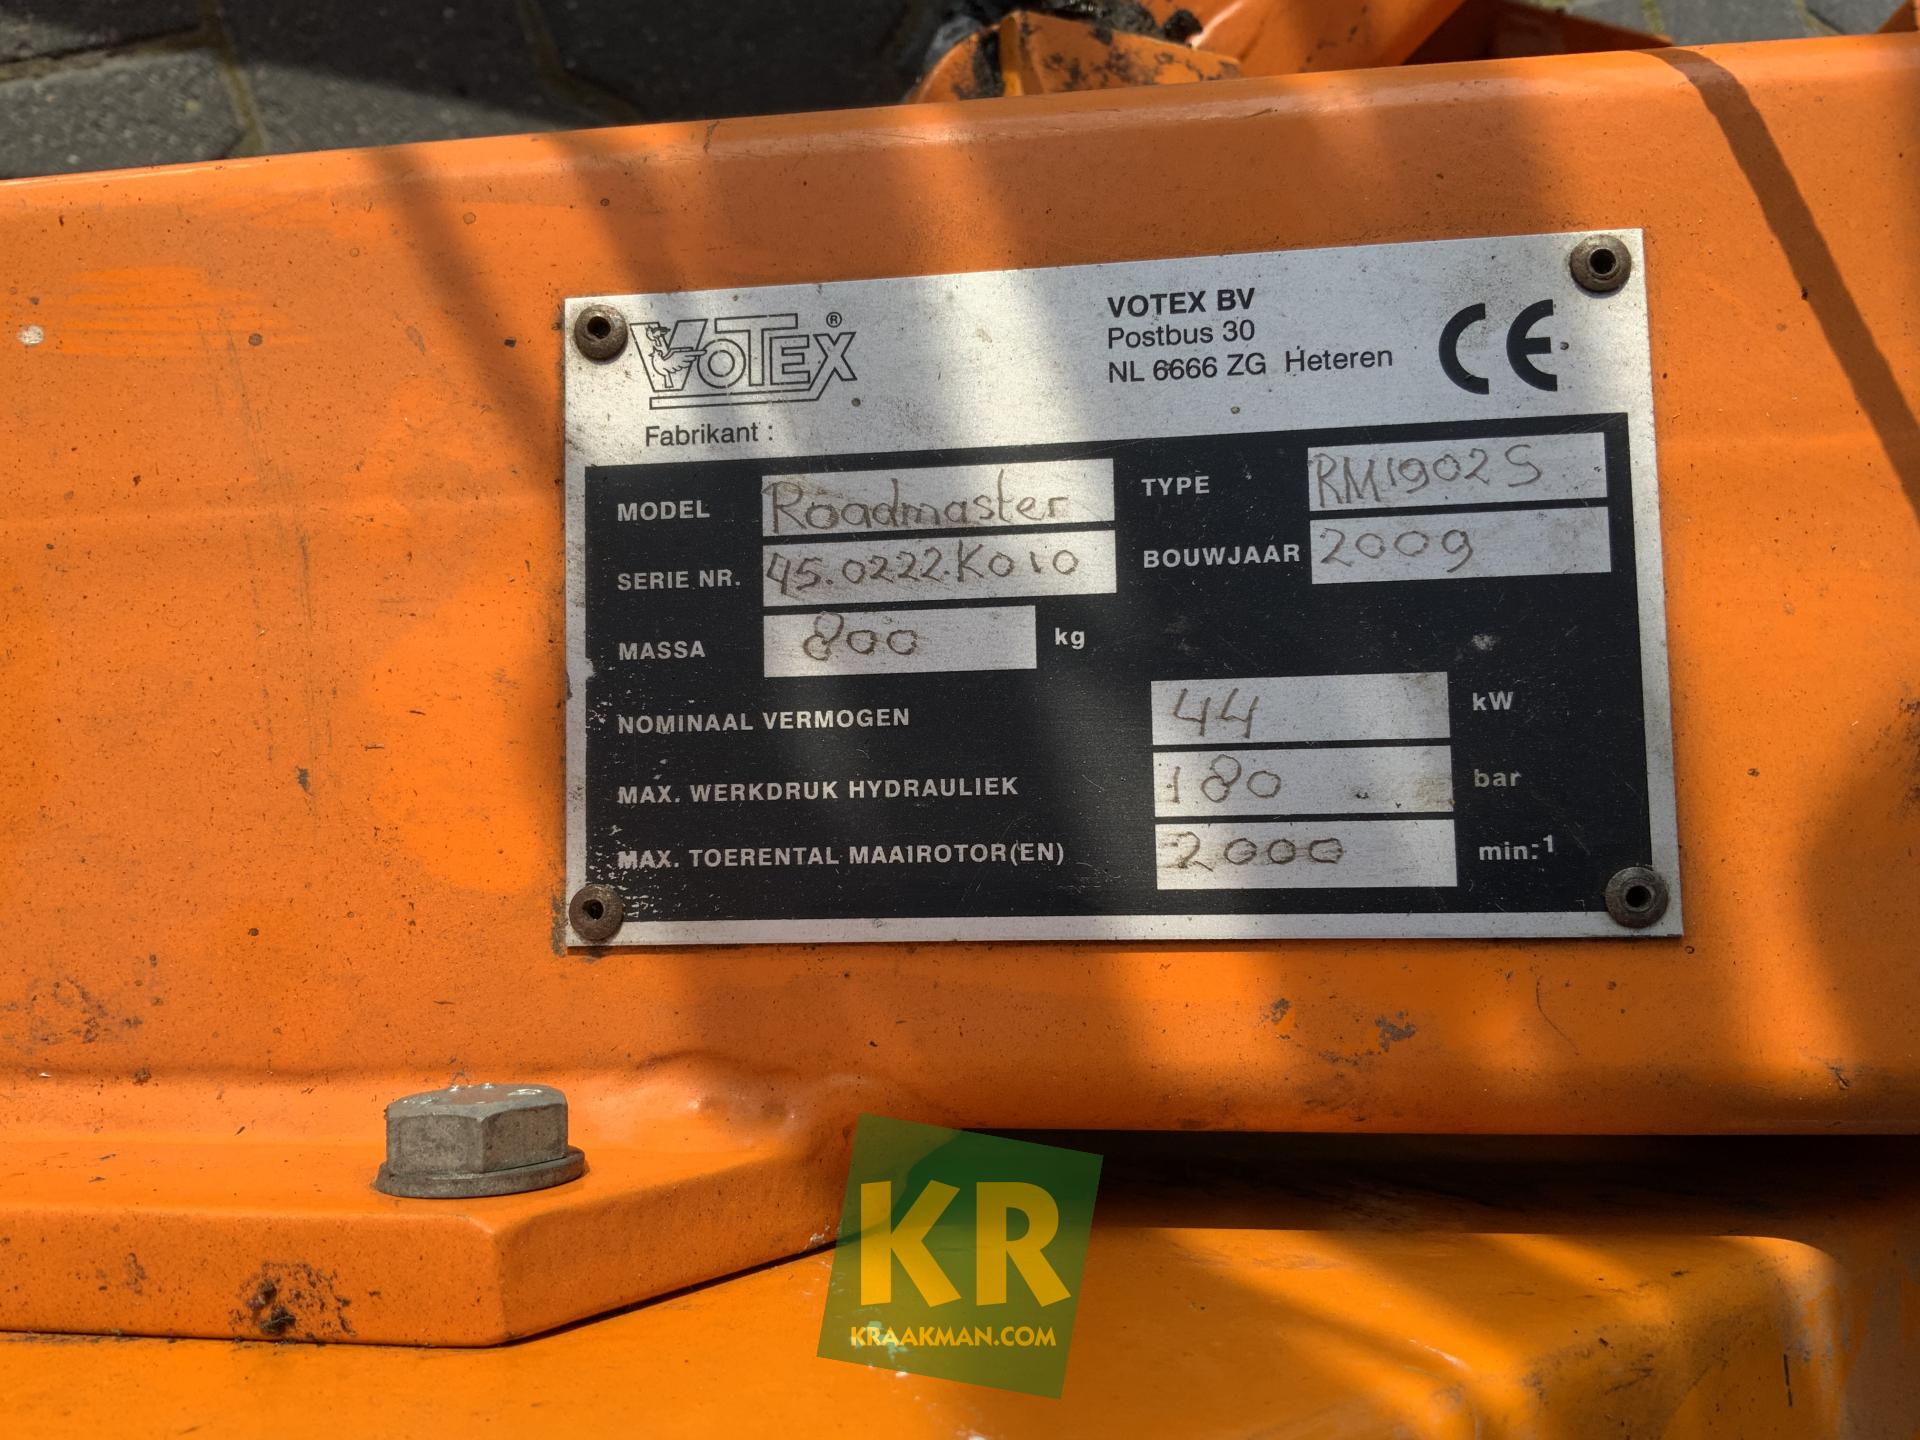 VOTEX®
VOTEX BV
Postbus 30
NL 6666 ZG Heteren
CE
Fabrikant :
MODEL Roadmaster TYPE RM1902S
SERIE NR. 45.0222.K010 BOUWJAAR 2009
MASSA 800 kg
NOMINAAL VERMOGEN 44 kW
MAX. WERKDRUK HYDRAULIEK 180 bar
MAX. TOERENTAL MAAIROTOR(EN) 2000 min:¹
KR
KRAAKMAN.COM